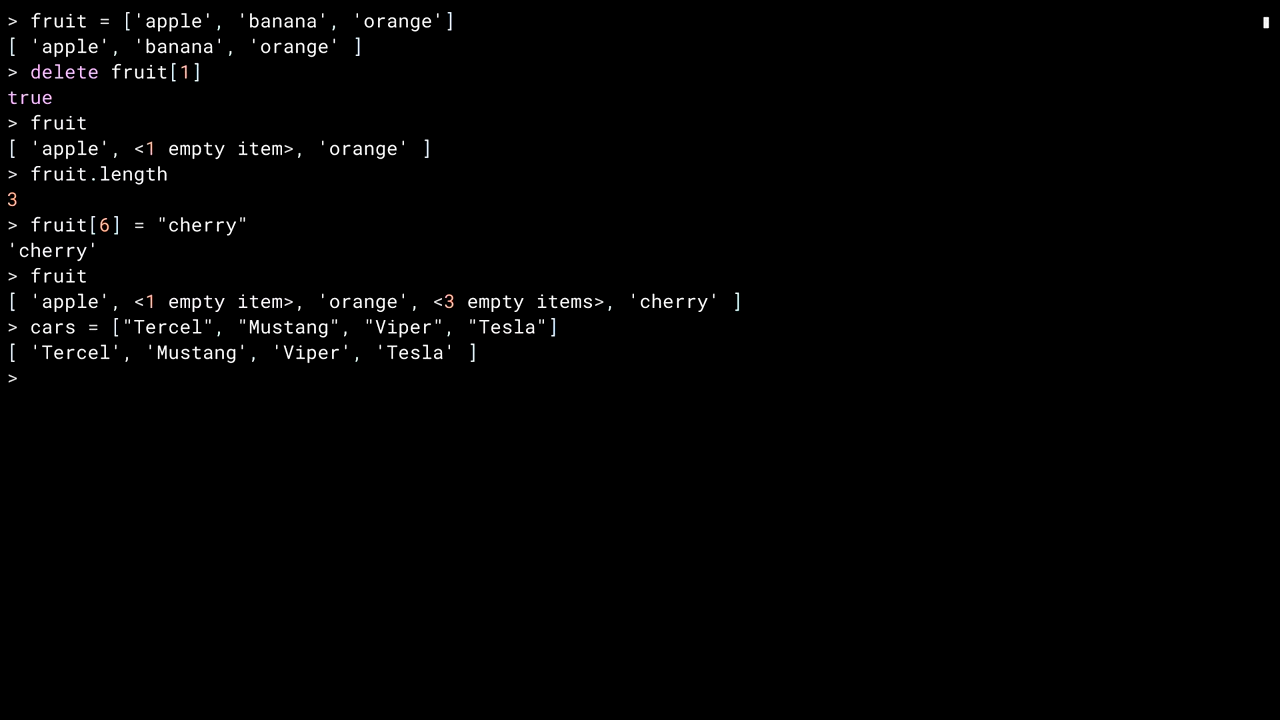 > fruit = ['apple', 'banana', 'orange']
[ 'apple', 'banana', 'orange' ]
> delete fruit[1]
true
> fruit
[ 'apple', <1 empty item>, 'orange' ]
> fruit.length
3
> fruit[6] = "cherry"
'cherry'
> fruit
[ 'apple', <1 empty item>, 'orange', <3 empty items>, 'cherry' ]
> cars = ["Tercel", "Mustang", "Viper", "Tesla"]
[ 'Tercel', 'Mustang', 'Viper', 'Tesla' ]
>